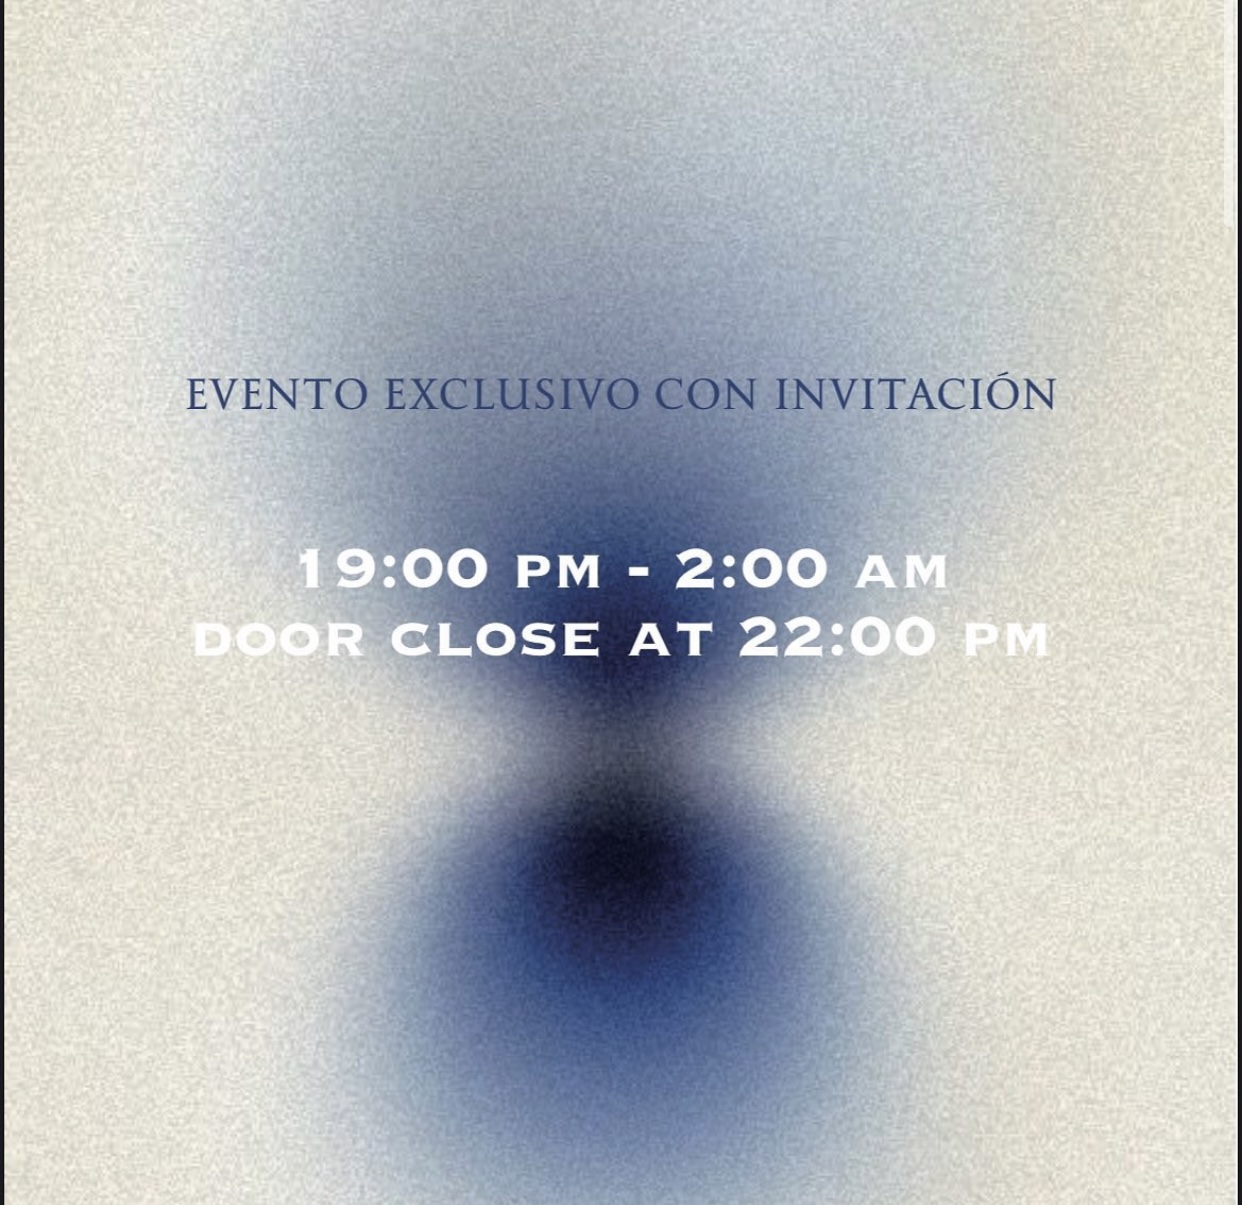 EVENTO EXCLUSIVO CON INVITACIÓN
19:00 PM - 2:00 AM
DOOR CLOSE AT 22:00 PM